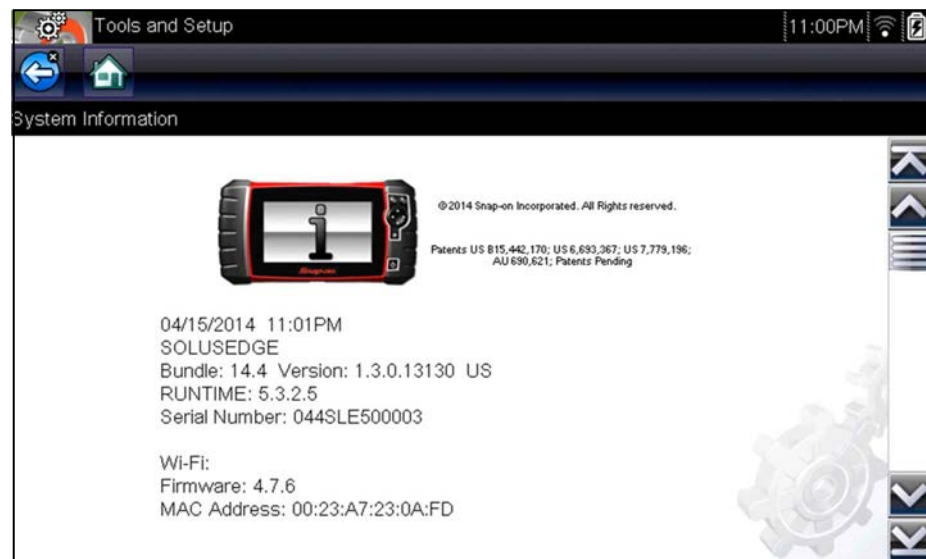 Tools and Setup
11:00PM
System Information
©2014 Snap-on Incorporated. All Rights reserved.
Patents US 815,442,170; US 6,693,367; US 7,779,196;
AU 690,621; Patents Pending
Snap-on
04/15/2014 11:01PM
SOLUSEDGE
Bundle: 14.4 Version: 1.3.0.13130 US
RUNTIME: 5.3.2.5
Serial Number: 044SLE500003
Wi-Fi:
Firmware: 4.7.6
MAC Address: 00:23:A7:23:0A:FD